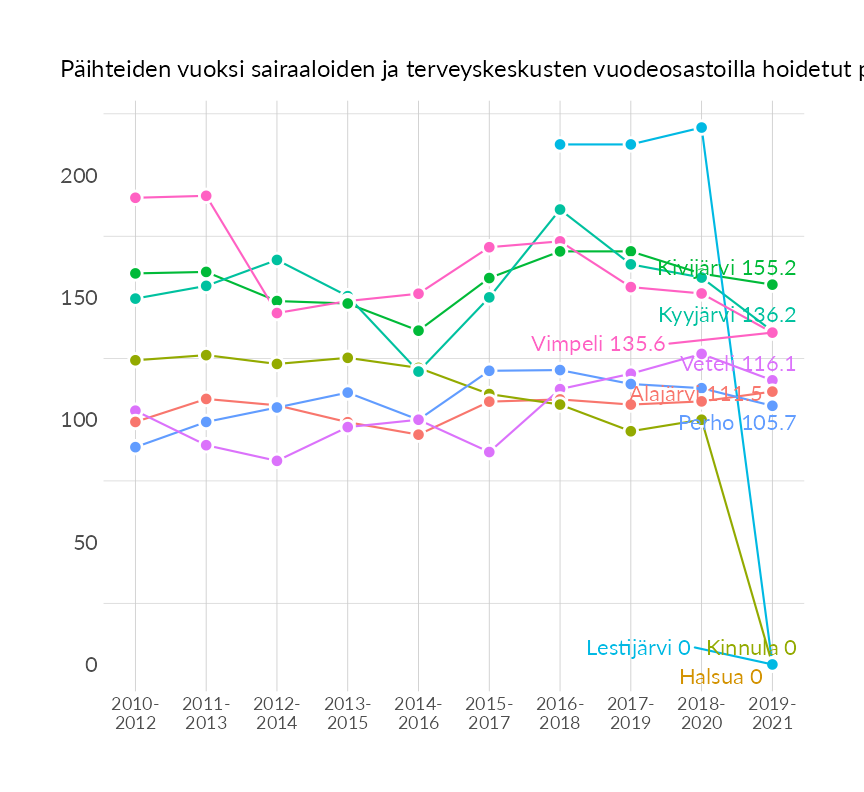 Päihteiden vuoksi sairaaloiden ja terveyskeskusten vuodeosastoilla hoidetut
200
150
100
50
0
Kivijärvi 155.2
Kyyjärvi 136.2
Vimpeli 135.6
Veteli 116.1
Alajärvi 111.5
Perho 105.7
Lestijärvi 0
Kinnula 0
Halsua 0
2010-
2012
2011-
2013
2012-
2014
2013-
2015
2014-
2016
2015-
2017
2016-
2018
2017-
2019
2018-
2020
2019-
2021